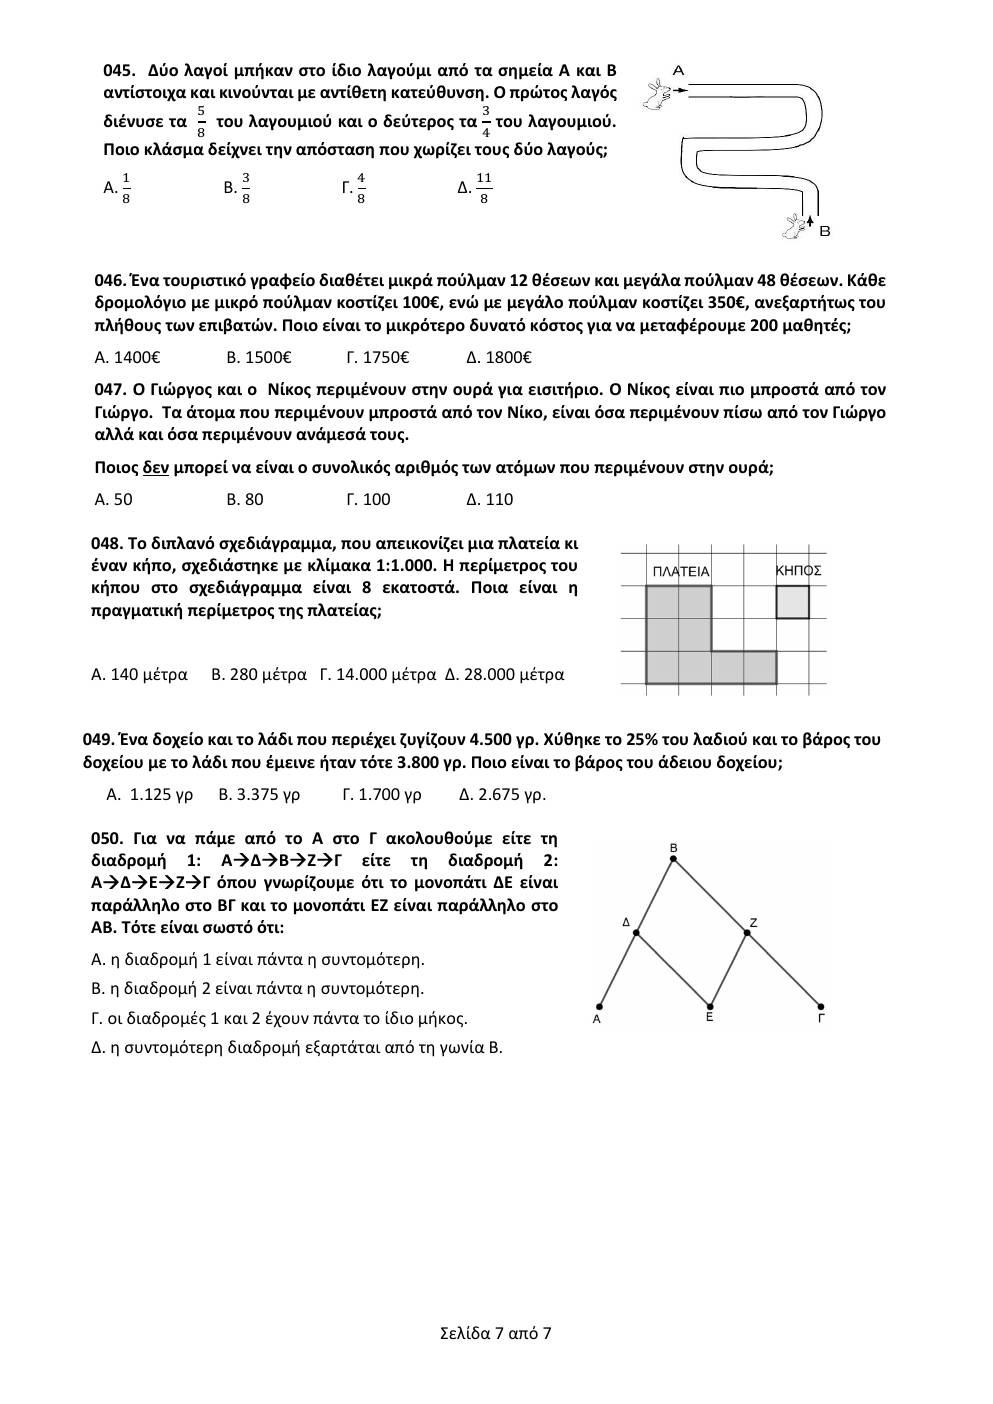 045. Δύο λαγοί μπήκαν στο ίδιο λαγούμι από τα σημεία Α και Β
αντίστοιχα και κινούνται με αντίθετη κατεύθυνση. Ο πρώτος λαγός
διένυσε τα 5/8 του λαγουμιού και ο δεύτερος τα 3/4 του λαγουμιού.
Ποιο κλάσμα δείχνει την απόσταση που χωρίζει τους δύο λαγούς;
Α. 1/8 Β. 3/8 Γ. 4/8 Δ. 11/8
A
B
046. Ένα τουριστικό γραφείο διαθέτει μικρά πούλμαν 12 θέσεων και μεγάλα πούλμαν 48 θέσεων. Κάθε
δρομολόγιο με μικρό πούλμαν κοστίζει 100€, ενώ με μεγάλο πούλμαν κοστίζει 350€, ανεξαρτήτως του
πλήθους των επιβατών. Ποιο είναι το μικρότερο δυνατό κόστος για να μεταφέρουμε 200 μαθητές;
Α. 1400€ Β. 1500€ Γ. 1750€ Δ. 1800€
047. Ο Γιώργος και ο Νίκος περιμένουν στην ουρά για εισιτήριο. Ο Νίκος είναι πιο μπροστά από τον
Γιώργο. Τα άτομα που περιμένουν μπροστά από τον Νίκο, είναι όσα περιμένουν πίσω από τον Γιώργο
αλλά και όσα περιμένουν ανάμεσά τους.
Ποιος δεν μπορεί να είναι ο συνολικός αριθμός των ατόμων που περιμένουν στην ουρά;
Α. 50 Β. 80 Γ. 100 Δ. 110
048. Το διπλανό σχεδιάγραμμα, που απεικονίζει μια πλατεία κι
έναν κήπο, σχεδιάστηκε με κλίμακα 1:1.000. Η περίμετρος του
κήπου στο σχεδιάγραμμα είναι 8 εκατοστά. Ποια είναι η
πραγματική περίμετρος της πλατείας;
Α. 140 μέτρα Β. 280 μέτρα Γ. 14.000 μέτρα Δ. 28.000 μέτρα
ΠΛΑΤΕΙΑ ΚΗΠΟΣ
049. Ένα δοχείο και το λάδι που περιέχει ζυγίζουν 4.500 γρ. Χύθηκε το 25% του λαδιού και το βάρος του
δοχείου με το λάδι που έμεινε ήταν τότε 3.800 γρ. Ποιο είναι το βάρος του άδειου δοχείου;
Α. 1.125 γρ Β. 3.375 γρ Γ. 1.700 γρ Δ. 2.675 γρ.
050. Για να πάμε από το Α στο Γ ακολουθούμε είτε τη
διαδρομή 1: Α→Δ→Β→Ζ→Γ είτε τη διαδρομή 2:
Α→Δ→Ε→Ζ→Γ όπου γνωρίζουμε ότι το μονοπάτι ΔΕ είναι
παράλληλο στο ΒΓ και το μονοπάτι ΕΖ είναι παράλληλο στο
ΑΒ. Τότε είναι σωστό ότι:
Α. η διαδρομή 1 είναι πάντα η συντομότερη.
Β. η διαδρομή 2 είναι πάντα η συντομότερη.
Γ. οι διαδρομές 1 και 2 έχουν πάντα το ίδιο μήκος.
Δ. η συντομότερη διαδρομή εξαρτάται από τη γωνία Β.
Β
Δ Ζ
Α Ε Γ
Σελίδα 7 από 7